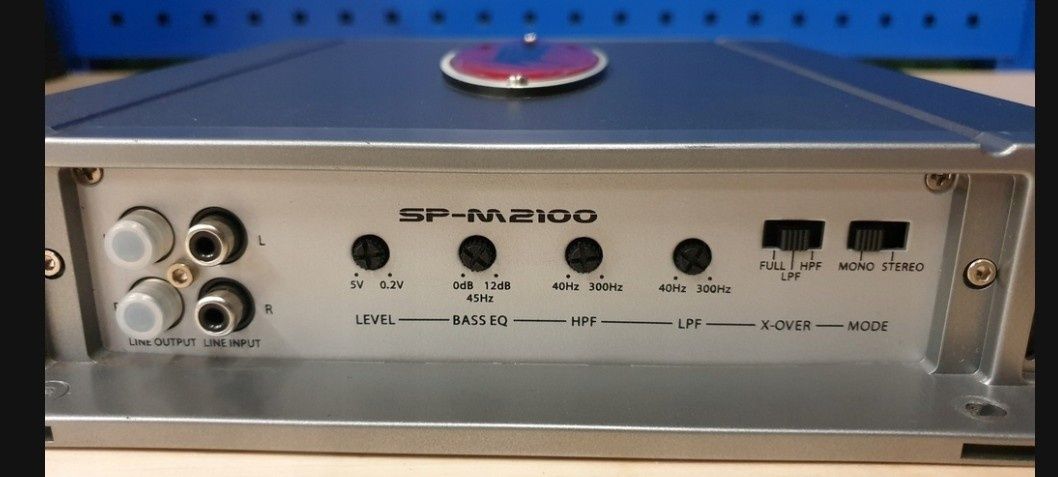 SP-M2100
L
R
LINE OUTPUT LINE INPUT
5V 0.2V
LEVEL
0dB 12dB
45Hz
BASS EQ
40Hz 300Hz
HPF
40Hz 300Hz
LPF
FULL HPF
LPF
X-OVER
MONO STEREO
MODE